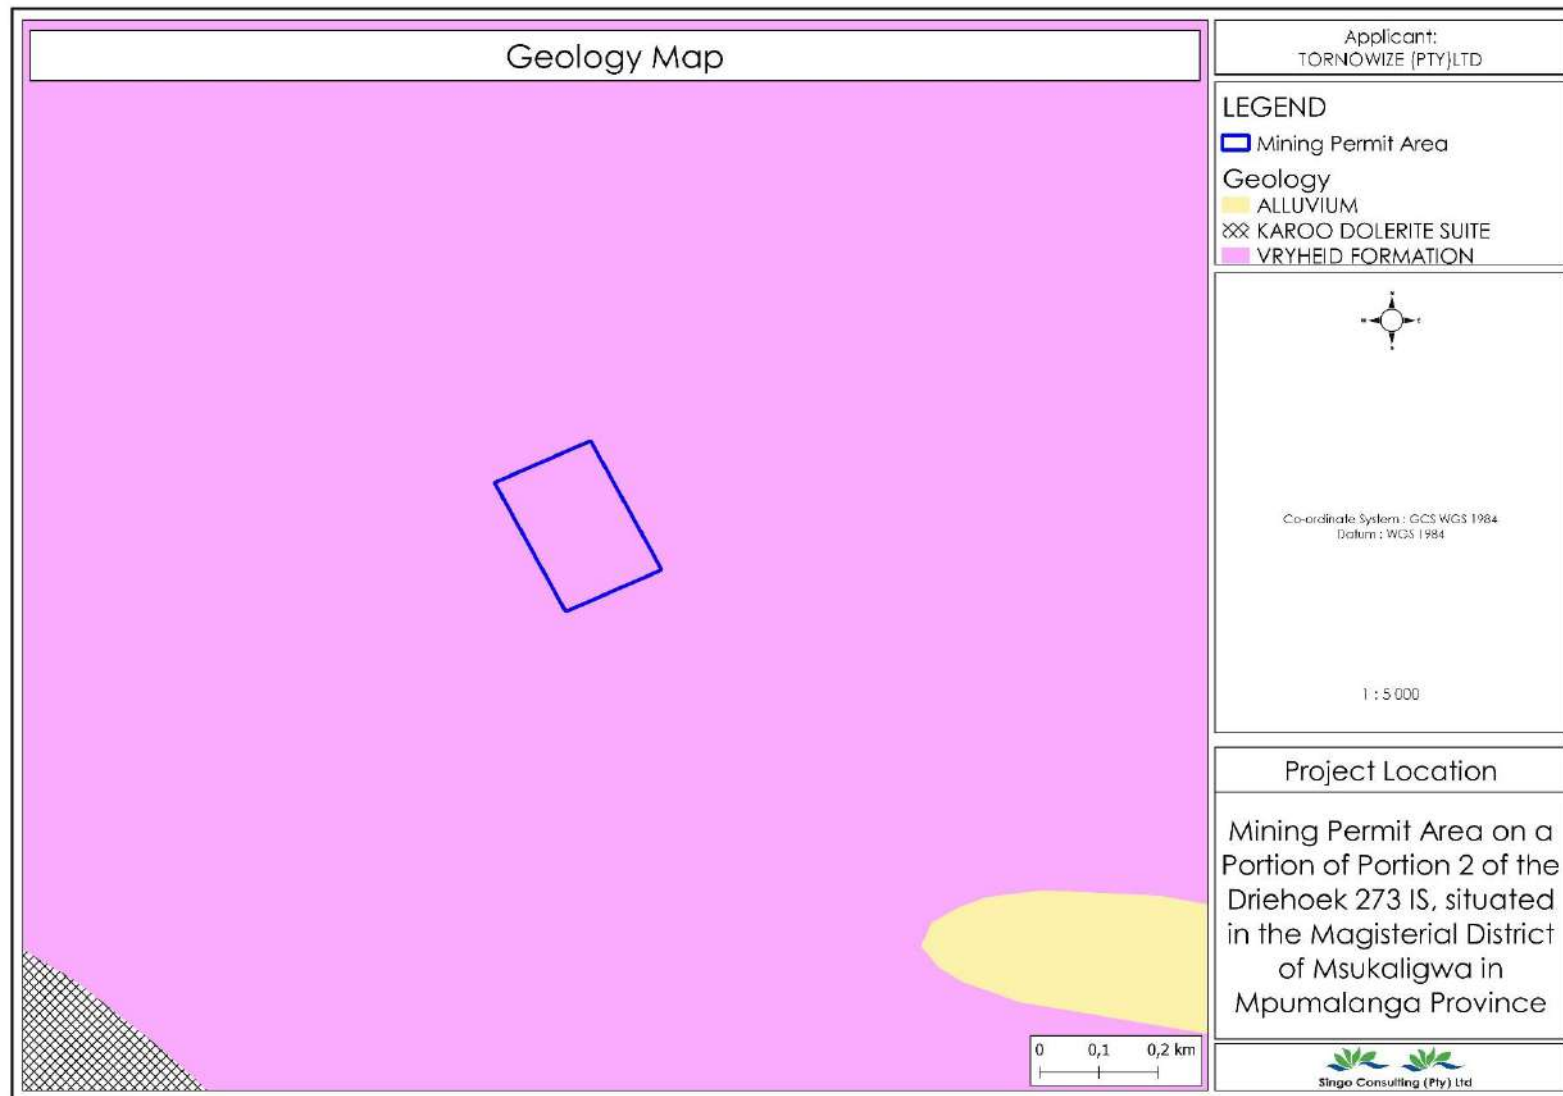 Geology Map
Applicant:
TORNOWIZE (PTY)LTD
LEGEND
Mining Permit Area
Geology
ALLUVIUM
KAROO DOLERITE SUITE
VRYHEID FORMATION
N
E
S
Co-ordinate System : GCS WGS 1984
Datum : WGS 1984
1 : 5 000
Project Location
Mining Permit Area on a
Portion of Portion 2 of the
Driehoek 273 IS, situated
in the Magisterial District
of Msukaligwa in
Mpumalanga Province
0 0,1 0,2 km
Singo Consulting (Pty) Ltd